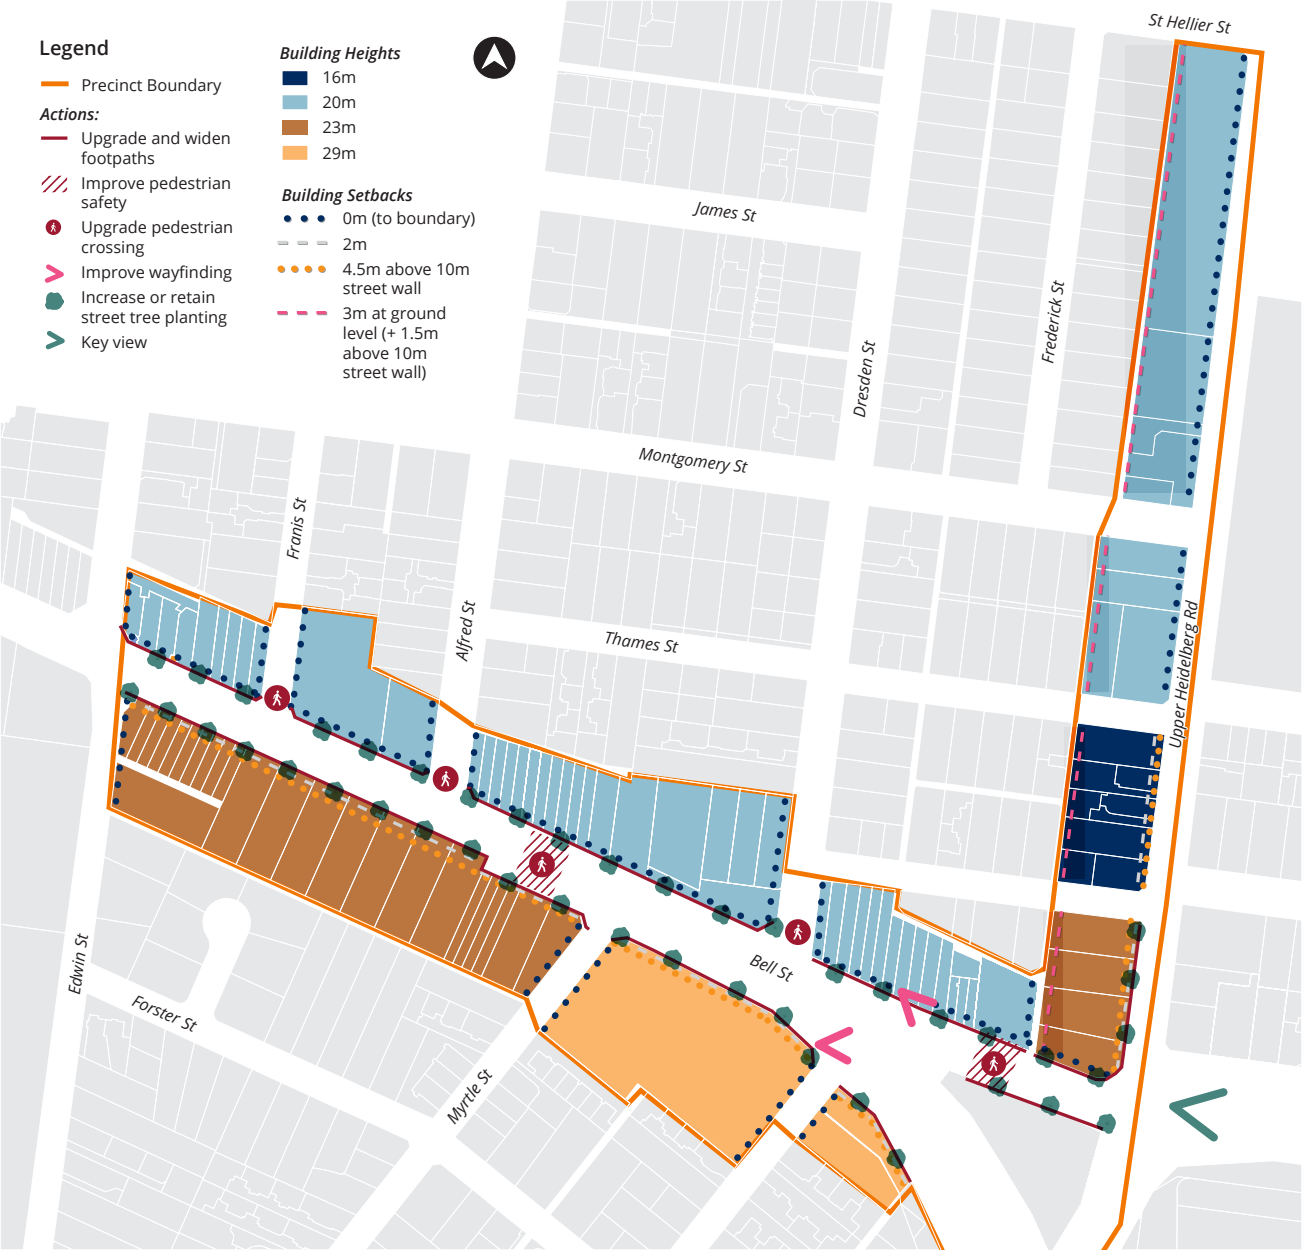 Legend
Precinct Boundary
Actions:
Upgrade and widen
footpaths
Improve pedestrian
safety
Upgrade pedestrian
crossing
Improve wayfinding
Increase or retain
street tree planting
Key view
Building Heights
16m
20m
23m
29m
Building Setbacks
0m (to boundary)
2m
4.5m above 10m
street wall
3m at ground
level (+ 1.5m
above 10m
street wall)
St Hellier St
James St
Frederick St
Dresden St
Montgomery St
Franis St
Alfred St
Thames St
Upper Heidelberg Rd
Bell St
Edwin St
Forster St
Myrtle St